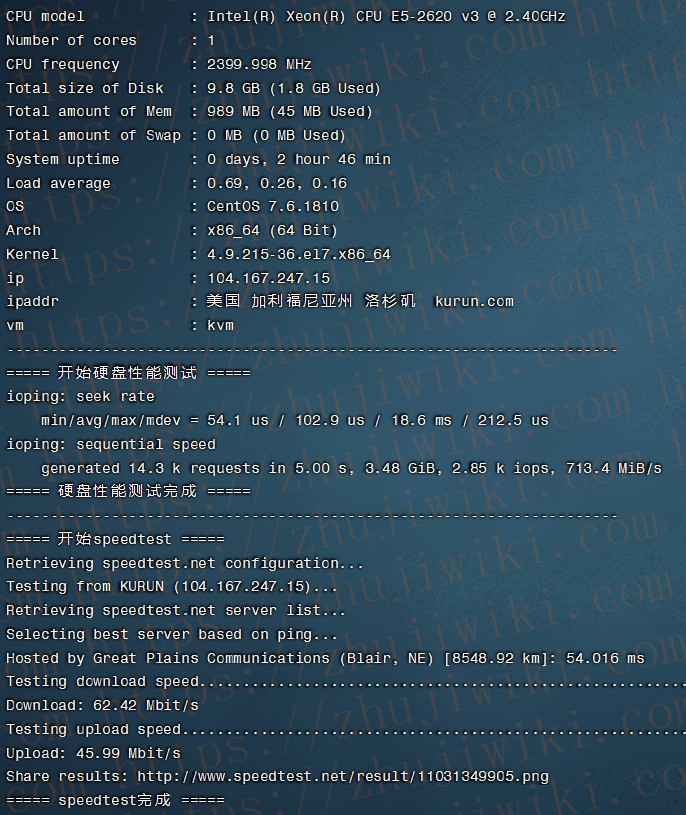 CPU model            : Intel(R) Xeon(R) CPU E5-2620 v3 @ 2.40GHz
Number of cores      : 1
CPU frequency        : 2399.998 MHz
Total size of Disk   : 9.8 GB (1.8 GB Used)
Total amount of Mem  : 989 MB (45 MB Used)
Total amount of Swap : 0 MB (0 MB Used)
System uptime        : 0 days, 2 hour 46 min
Load average         : 0.69, 0.26, 0.16
OS                   : CentOS 7.6.1810
Arch                 : x86_64 (64 Bit)
Kernel               : 4.9.215-36.el7.x86_64
ip                   : 104.167.247.15
ipaddr               : 美国 加利福尼亚州 洛杉矶  kurun.com
vm                   : kvm
----------------------------------------------------------------------
===== 开始硬盘性能测试 =====
ioping: seek rate
    min/avg/max/mdev = 54.1 us / 102.9 us / 18.6 ms / 212.5 us
ioping: sequential speed
    generated 14.3 k requests in 5.00 s, 3.48 GiB, 2.85 k iops, 713.4 MiB/s
===== 硬盘性能测试完成 =====
----------------------------------------------------------------------
===== 开始speedtest =====
Retrieving speedtest.net configuration...
Testing from KURUN (104.167.247.15)...
Retrieving speedtest.net server list...
Selecting best server based on ping...
Hosted by Great Plains Communications (Blair, NE) [8548.92 km]: 54.016 ms
Testing download speed........................................................
Download: 62.42 Mbit/s
Testing upload speed..........................................................
Upload: 45.99 Mbit/s
Share results: http://www.speedtest.net/result/11031349905.png
===== speedtest完成 =====
https://zhujiwiki.com